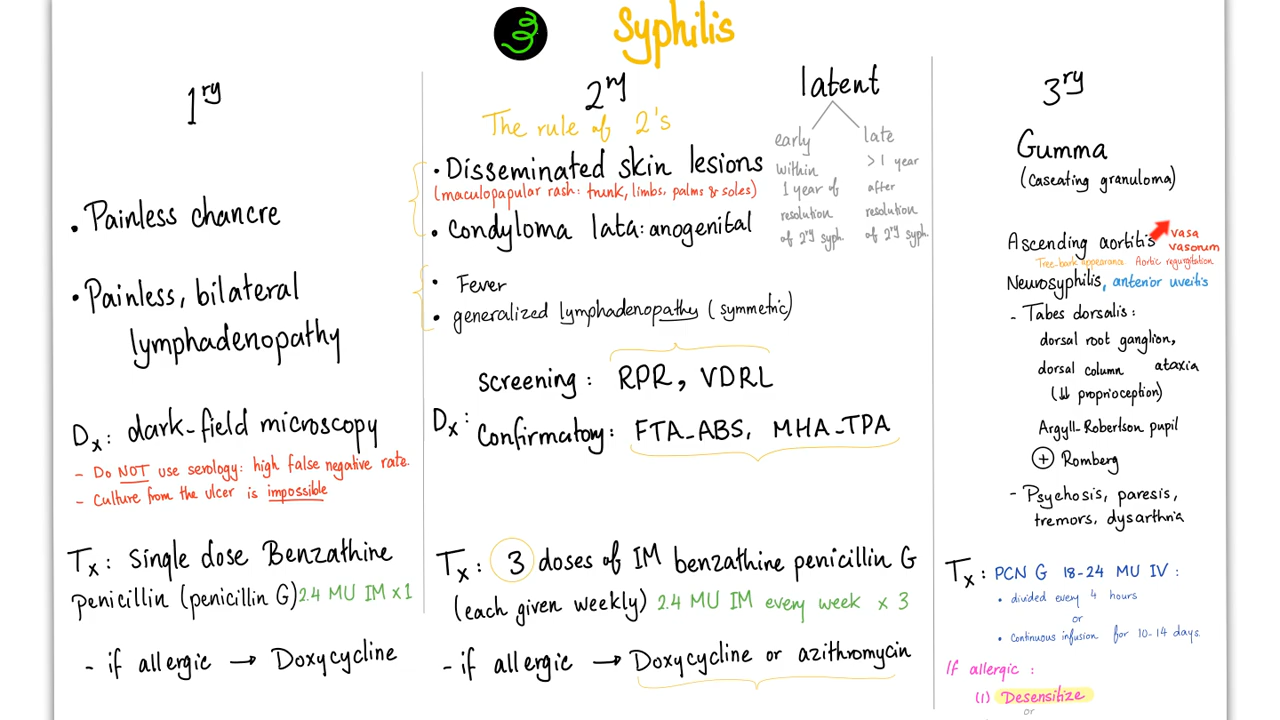 Syphilis
1ry
• Painless chancre
• Painless, bilateral
lymphadenopathy
Dx: dark-field microscopy
- Do NOT use serology: high false negative rate.
- Culture from the ulcer is impossible
Tx: Single dose Benzathine
penicillin (penicillin G) 2.4 MU IM x1
- if allergic → Doxycycline
2ry
The rule of 2's
• Disseminated skin lesions
(maculopapular rash: trunk, limbs, palms & soles)
• Condyloma lata: anogenital
• Fever
• generalized lymphadenopathy (symmetric)
latent
early
within
1 year of
resolution
of 2ry syph.
late
> 1 year
after
resolution
of 2ry syph.
Screening: RPR, VDRL
Dx:
Confirmatory: FTA-ABS, MHA-TPA
Tx: 3 doses of IM benzathine penicillin G
(each given weekly) 2.4 MU IM every week x 3
- if allergic → Doxycycline or azithromycin
3ry
Gumma
(Caseating granuloma)
Ascending aortitis vasa
vasorum
Tree-bark appearance Aortic regurgitation
Neurosyphilis, anterior uveitis
- Tabes dorsalis:
dorsal root ganglion,
dorsal column ataxia
(↓↓ proprioception)
Argyll-Robertson pupil
+ Romberg
- Psychosis, paresis,
tremors, dysarthria
Tx: PCN G 18-24 MU IV:
• divided every 4 hours
or
• Continuous infusion for 10-14 days.
If allergic:
(1) Desensitize
or